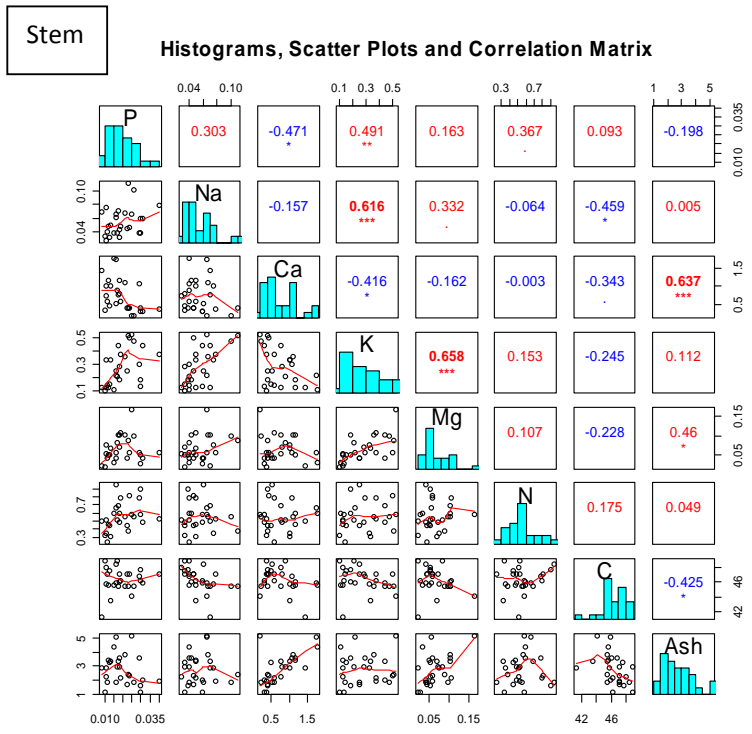 Stem
Histograms, Scatter Plots and Correlation Matrix
0.04 0.10 0.1 0.3 0.5 0.3 0.7 1 3 5
P 0.303 -0.471 0.491 0.163 0.367 0.093 -0.198 0.010 0.035
* ** .
0.04 0.10 Na -0.157 0.616 0.332 -0.064 -0.459 0.005
*** . *
Ca -0.416 -0.162 -0.003 -0.343 0.637 0.5 1.5
* . ***
0.1 0.3 0.5 K 0.658 0.153 -0.245 0.112
***
Mg 0.107 -0.228 0.46 0.05 0.15
*
0.3 0.7 N 0.175 0.049
C -0.425 42 46
*
1 3 5 Ash
0.010 0.035 0.5 1.5 0.05 0.15 42 46